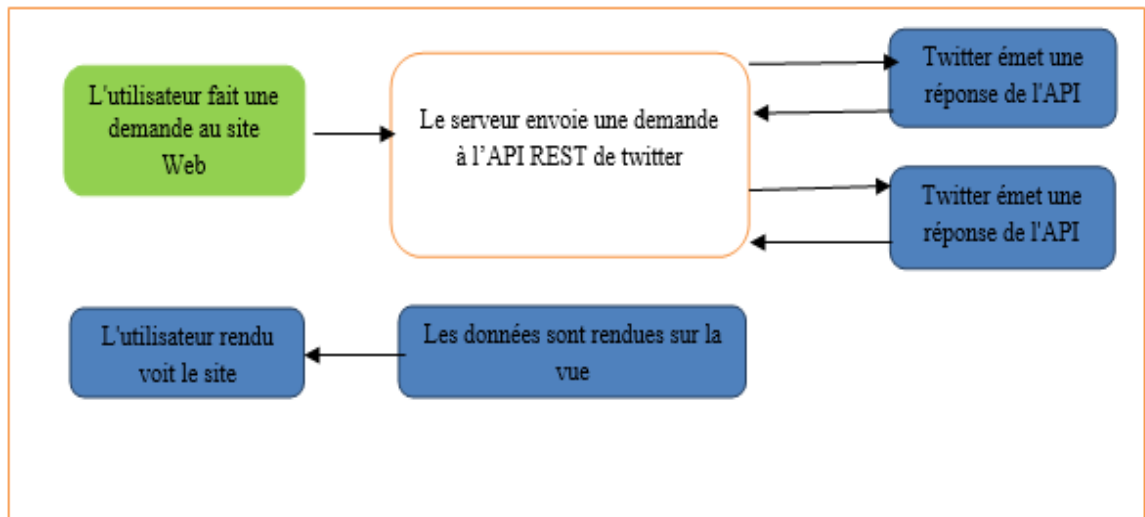 L'utilisateur fait une
demande au site
Web
Le serveur envoie une demande
à l’API REST de twitter
Twitter émet une
réponse de l'API
Twitter émet une
réponse de l'API
L'utilisateur rendu
voit le site
Les données sont rendues sur la
vue